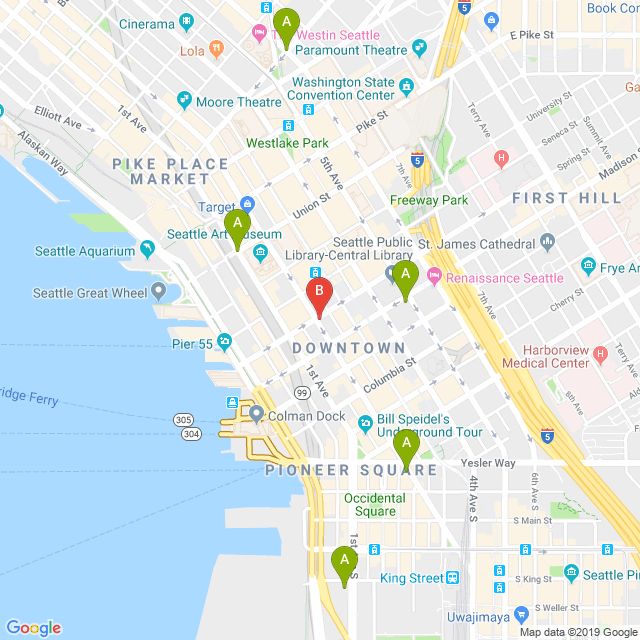 Cinerama
The Westin Seattle
A
Paramount Theatre
Lola
E Pike St
Book
Washington State
Convention Center
Moore Theatre
1st Ave
Elliott Ave
Alaskan Way
Pike St
Westlake Park
5th Ave
7th Ave
5
Terry Ave
University St
Seneca St
Summit Ave
Spring St
Madison St
H
PIKE PLACE
MARKET
Target
Union St
Freeway Park
FIRST HILL
A
Seattle Art Museum
Seattle Public
Library-Central Library
St. James Cathedral
Seattle Aquarium
A
Renaissance Seattle
Frye Ar
Seattle Great Wheel
B
7th Ave
Terry Ave
Cherry St
Pier 55
DOWNTOWN
Harborview
Medical Center
H
1st Ave
Columbia St
99
ridge Ferry
305
304
Colman Dock
Bill Speidel's
Underground Tour
A
5
PIONEER SQUARE
Yesler Way
Occidental
Square
4th Ave S
6th Ave S
S Main St
1st Ave S
A
King Street
S King St
Seattle Pin
S Weller St
Uwajimaya
Google
Map data ©2019 Google